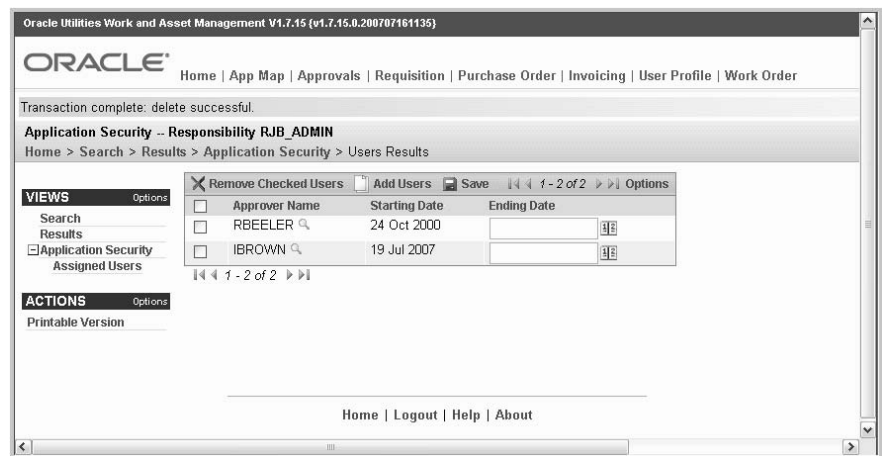 Oracle Utilities Work and Asset Management V1.7.15 {v1.7.15.0.200707161135}
ORACLE
Home | App Map | Approvals | Requisition | Purchase Order | Invoicing | User Profile | Work Order
Transaction complete: delete successful.
Application Security -- Responsibility RJB_ADMIN
Home > Search > Results > Application Security > Users Results
VIEWS Options
Search
Results
Application Security
Assigned Users
ACTIONS Options
Printable Version
Remove Checked Users Add Users Save 1 - 2 of 2 Options
Approver Name Starting Date Ending Date
RBEELER 24 Oct 2000
IBROWN 19 Jul 2007
1 - 2 of 2
Home | Logout | Help | About